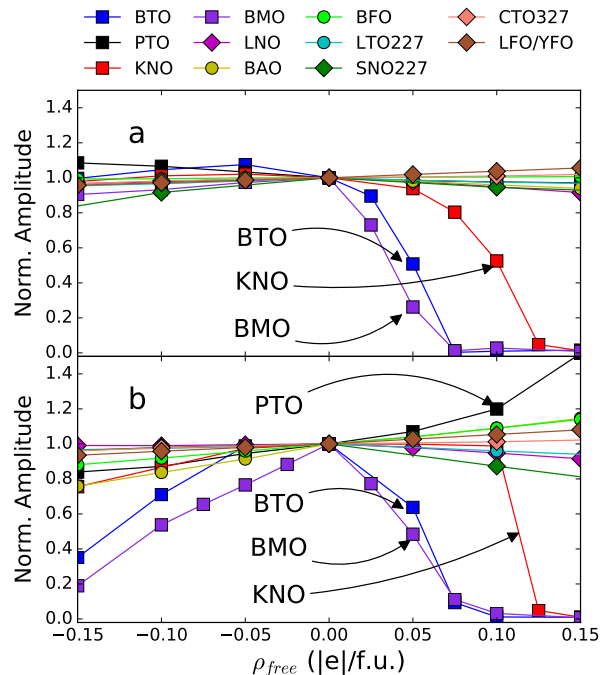 BTO BMO BFO CTO327
PTO LNO LTO227 LFO/YFO
KNO BAO SNO227
a
Norm. Amplitude
1.4
1.2
1.0
0.8
0.6
0.4
0.2
0.0
BTO
KNO
BMO
b
Norm. Amplitude
1.4
1.2
1.0
0.8
0.6
0.4
0.2
0.0
PTO
BTO
BMO
KNO
−0.15 −0.10 −0.05 0.00 0.05 0.10 0.15
ρfree (|e|/f.u.)